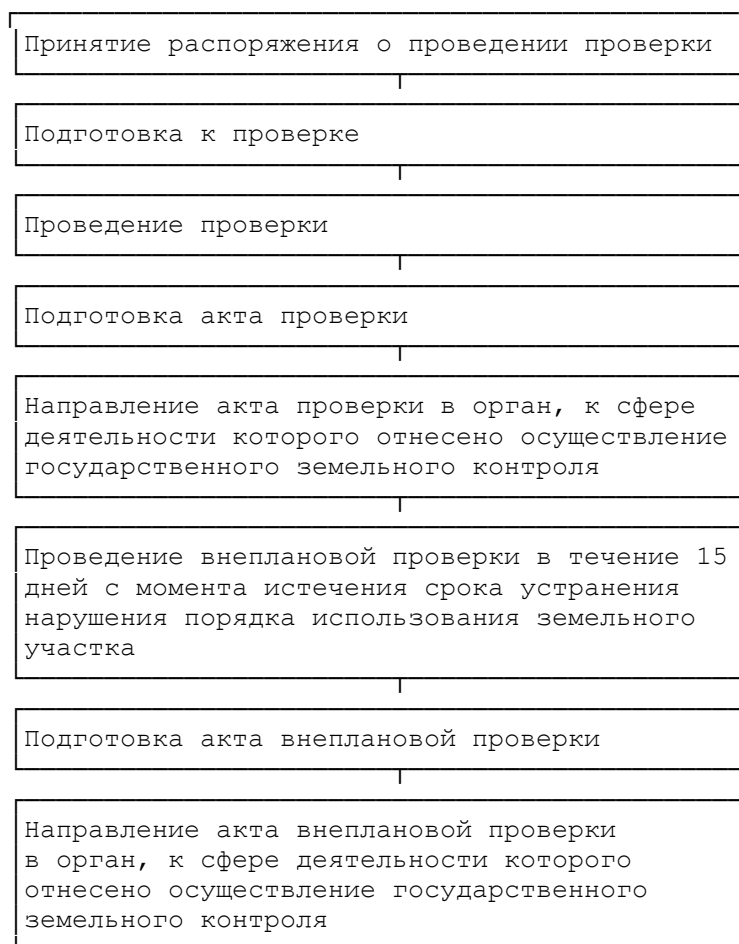 Принятие распоряжения о проведении проверки
Подготовка к проверке
Проведение проверки
Подготовка акта проверки
Направление акта проверки в орган, к сфере
деятельности которого отнесено осуществление
государственного земельного контроля
Проведение внеплановой проверки в течение 15
дней с момента истечения срока устранения
нарушения порядка использования земельного
участка
Подготовка акта внеплановой проверки
Направление акта внеплановой проверки
в орган, к сфере деятельности которого
отнесено осуществление государственного
земельного контроля